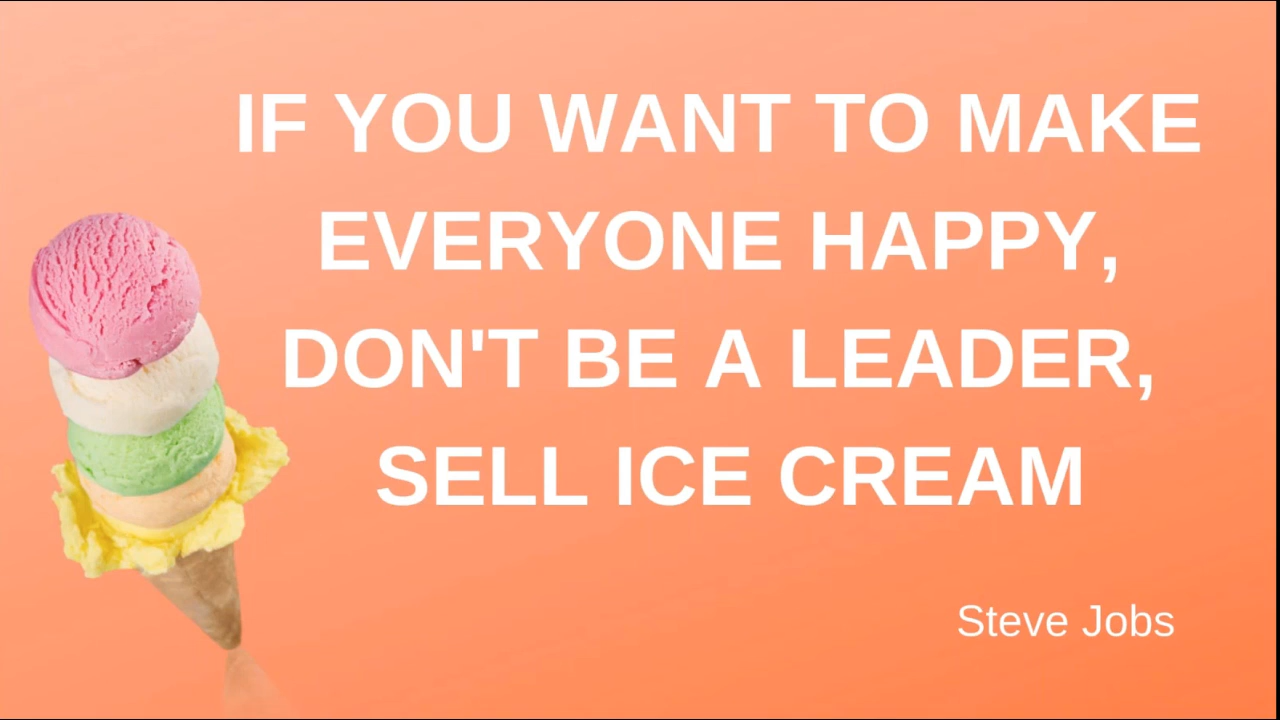 IF YOU WANT TO MAKE
EVERYONE HAPPY,
DON'T BE A LEADER,
SELL ICE CREAM
Steve Jobs